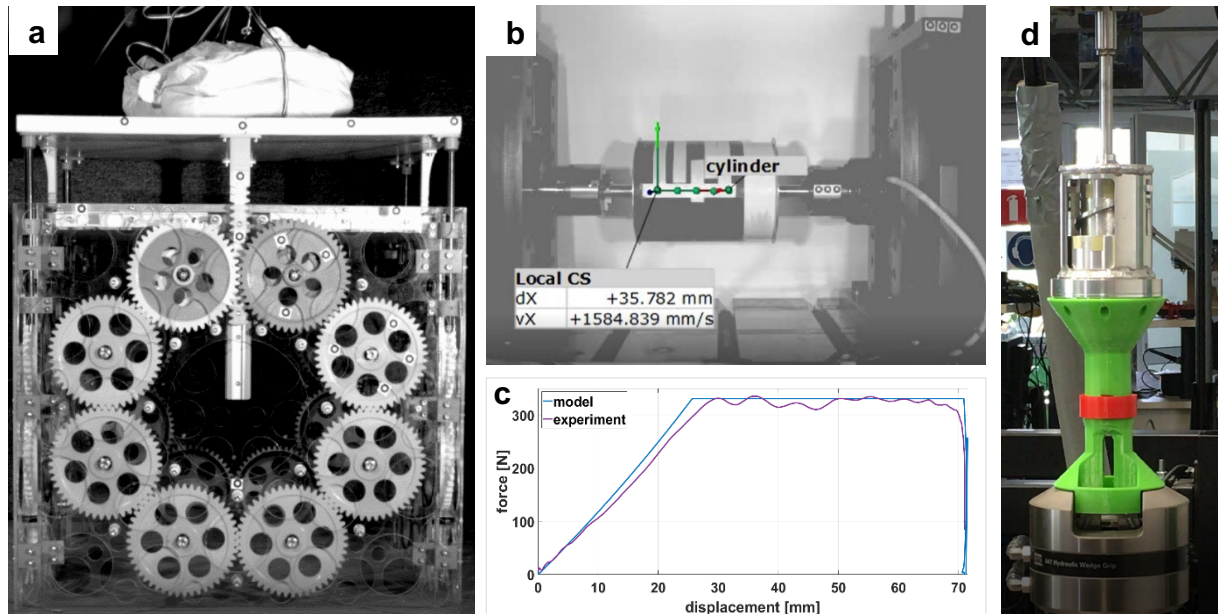 a
b
cylinder
Local CS
dX +35.782 mm
vX +1584.839 mm/s
c
model
experiment
force [N]
300
200
100
0
0 10 20 30 40 50 60 70
displacement [mm]
d
Hydraulic Wedge Grip